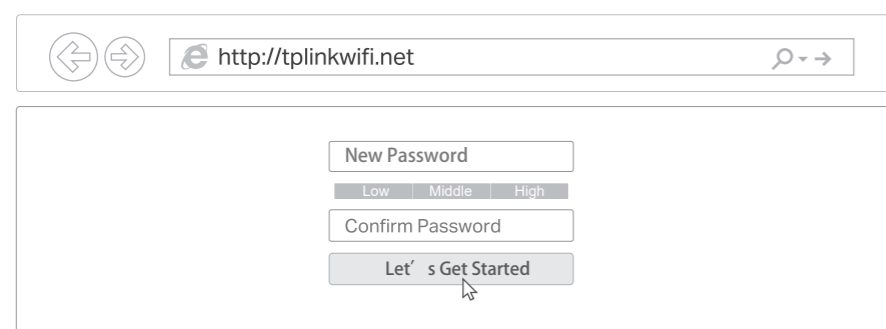 http://tplinkwifi.net
New Password
Low Middle High
Confirm Password
Let´ s Get Started